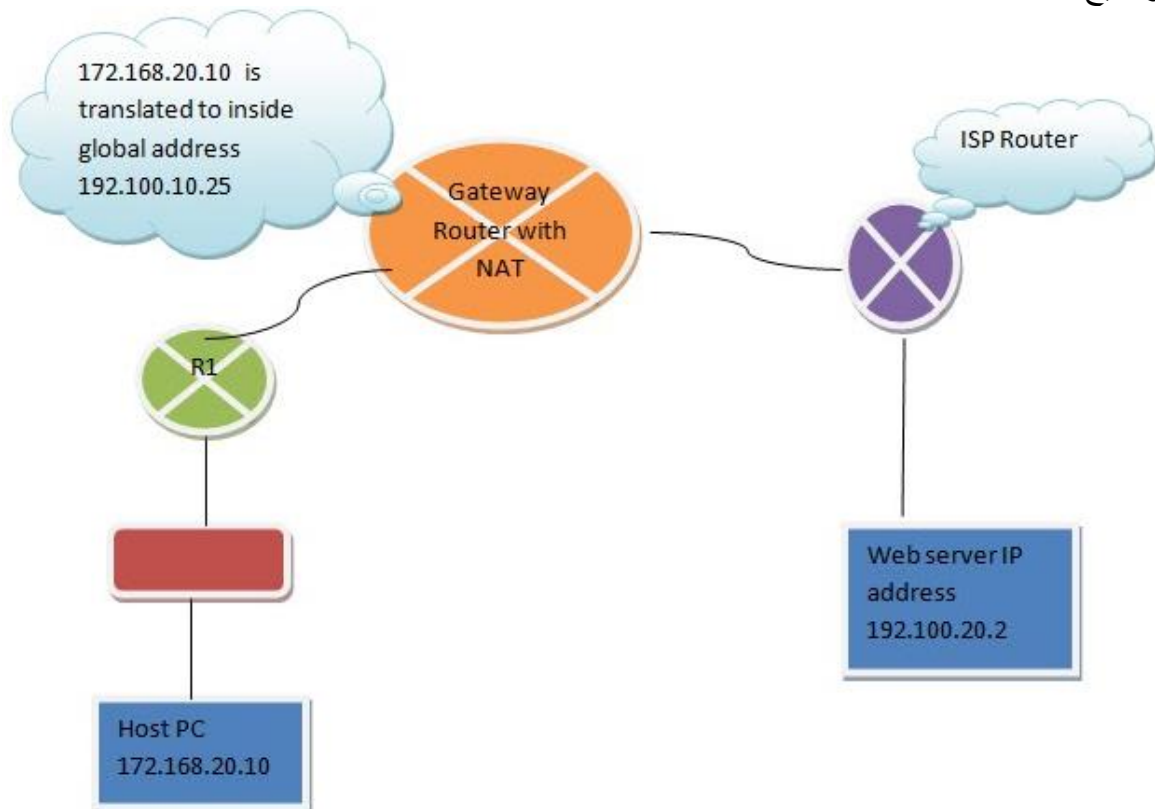 172.168.20.10 is
translated to inside
global address
192.100.10.25
Gateway
Router with
NAT
ISP Router
R1
Web server IP
address
192.100.20.2
Host PC
172.168.20.10